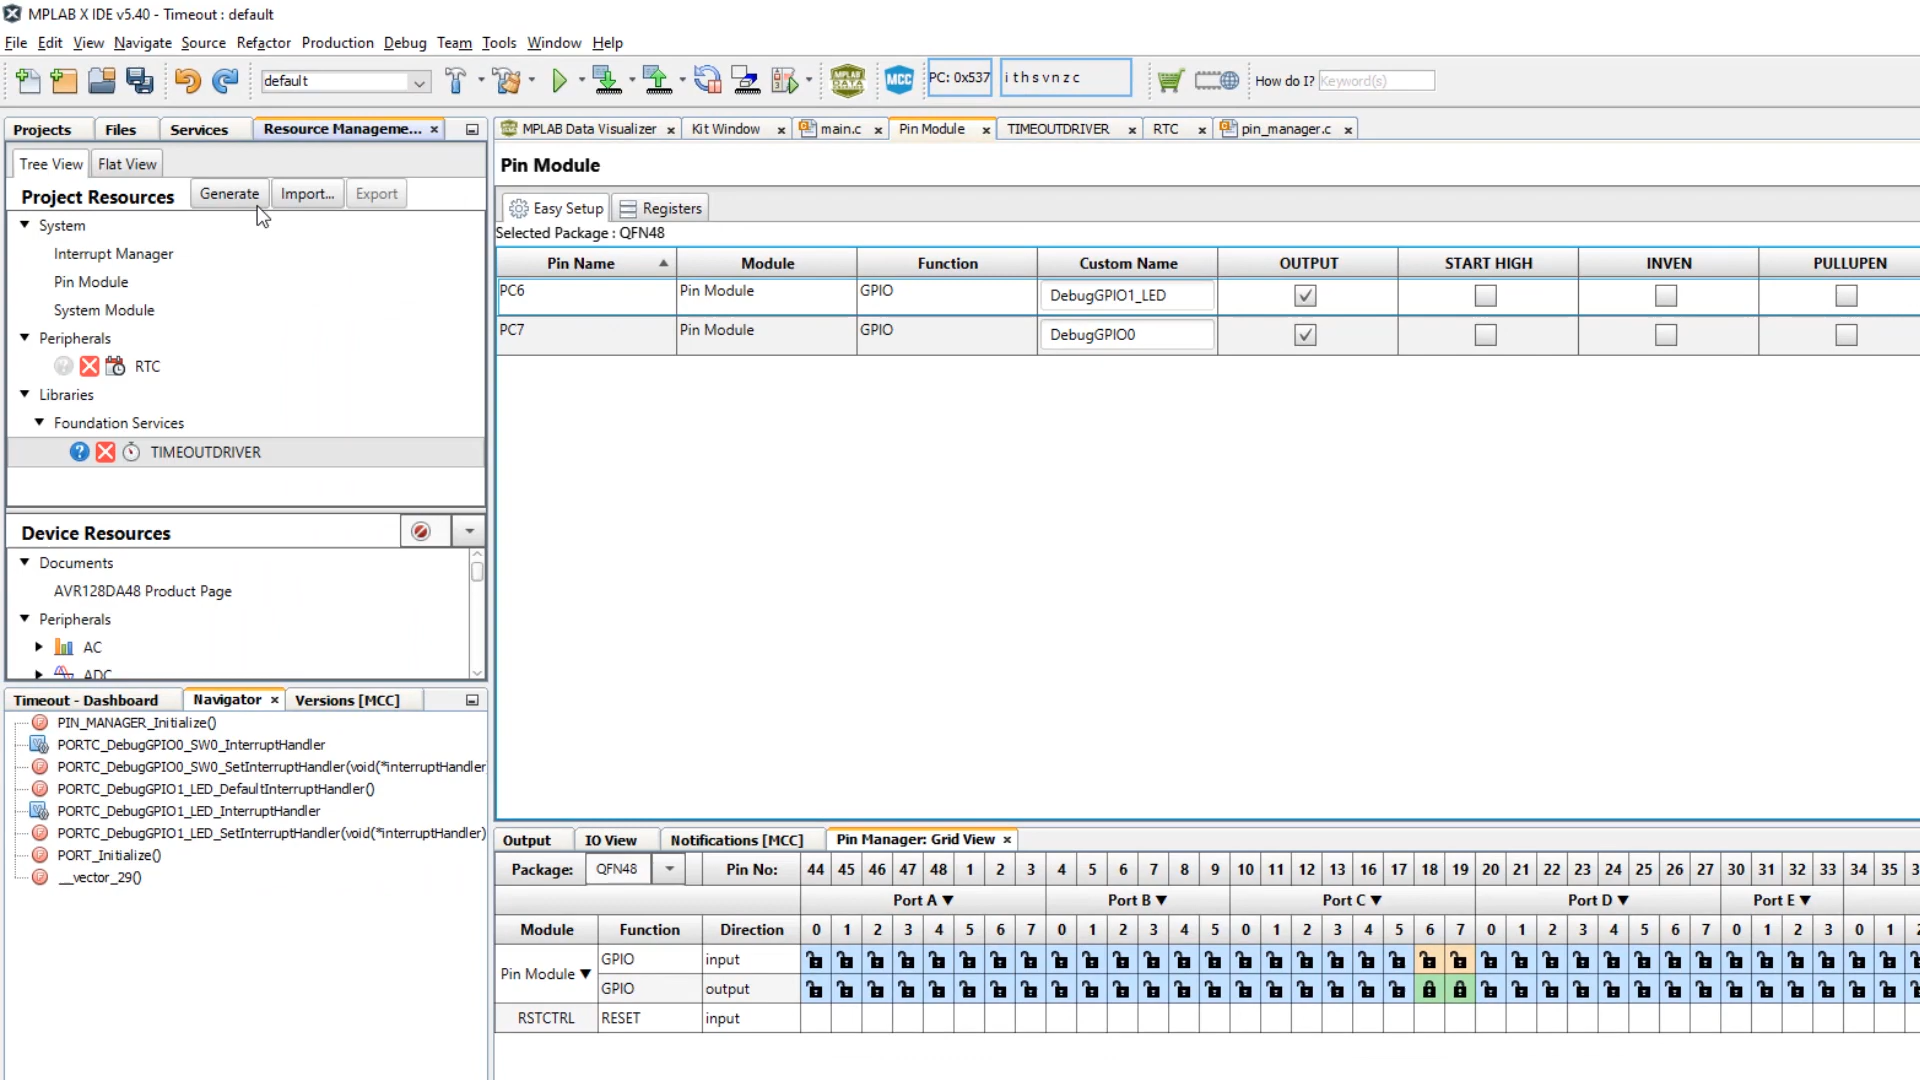 MPLAB X IDE v5.40 - Timeout : default
File Edit View Navigate Source Refactor Production Debug Team Tools Window Help
default MPLAB DATA MCC PC: 0x537 i t h s v n z c How do I? Keyword(s)
Projects Files Services Resource Manageme... ×
Tree View Flat View
Project Resources Generate Import... Export
System
Interrupt Manager
Pin Module
System Module
Peripherals
RTC
Libraries
Foundation Services
TIMEOUTDRIVER
Device Resources
Documents
AVR128DA48 Product Page
Peripherals
AC
ADC
Timeout - Dashboard Navigator × Versions [MCC]
PIN_MANAGER_Initialize()
PORTC_DebugGPIO0_SW0_InterruptHandler
PORTC_DebugGPIO0_SW0_SetInterruptHandler(void(*interruptHandler
PORTC_DebugGPIO1_LED_DefaultInterruptHandler()
PORTC_DebugGPIO1_LED_InterruptHandler
PORTC_DebugGPIO1_LED_SetInterruptHandler(void(*interruptHandler)
PORT_Initialize()
__vector_29()
MPLAB Data Visualizer × Kit Window × main.c × Pin Module × TIMEOUTDRIVER × RTC × pin_manager.c ×
Pin Module
Easy Setup Registers
Selected Package : QFN48
Pin Name Module Function Custom Name OUTPUT START HIGH INVEN PULLUPEN
PC6 Pin Module GPIO DebugGPIO1_LED
PC7 Pin Module GPIO DebugGPIO0
Output IO View Notifications [MCC] Pin Manager: Grid View ×
Package: QFN48 Pin No: 44 45 46 47 48 1 2 3 4 5 6 7 8 9 10 11 12 13 14 15 16 17 18 19 20 21 22 23 24 25 26 27 30 31 32 33 34 35
Port A ▼ Port B ▼ Port C ▼ Port D ▼ Port E ▼
Module Function Direction 0 1 2 3 4 5 6 7 0 1 2 3 4 5 0 1 2 3 4 5 6 7 0 1 2 3 4 5 6 7 0 1 2 3 0 1
Pin Module ▼ GPIO input
GPIO output
RSTCTRL RESET input